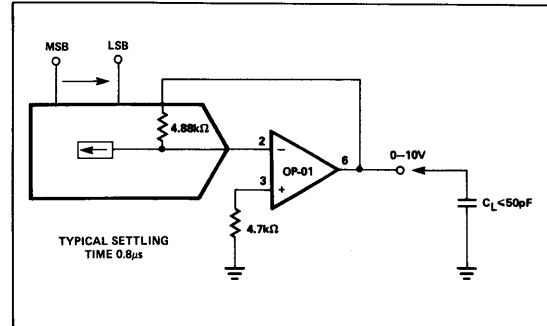 MSB
LSB
4.88kΩ
2
−
OP-01
6
0–10V
3
+
4.7kΩ
CL<50pF
TYPICAL SETTLING
TIME 0.8μs